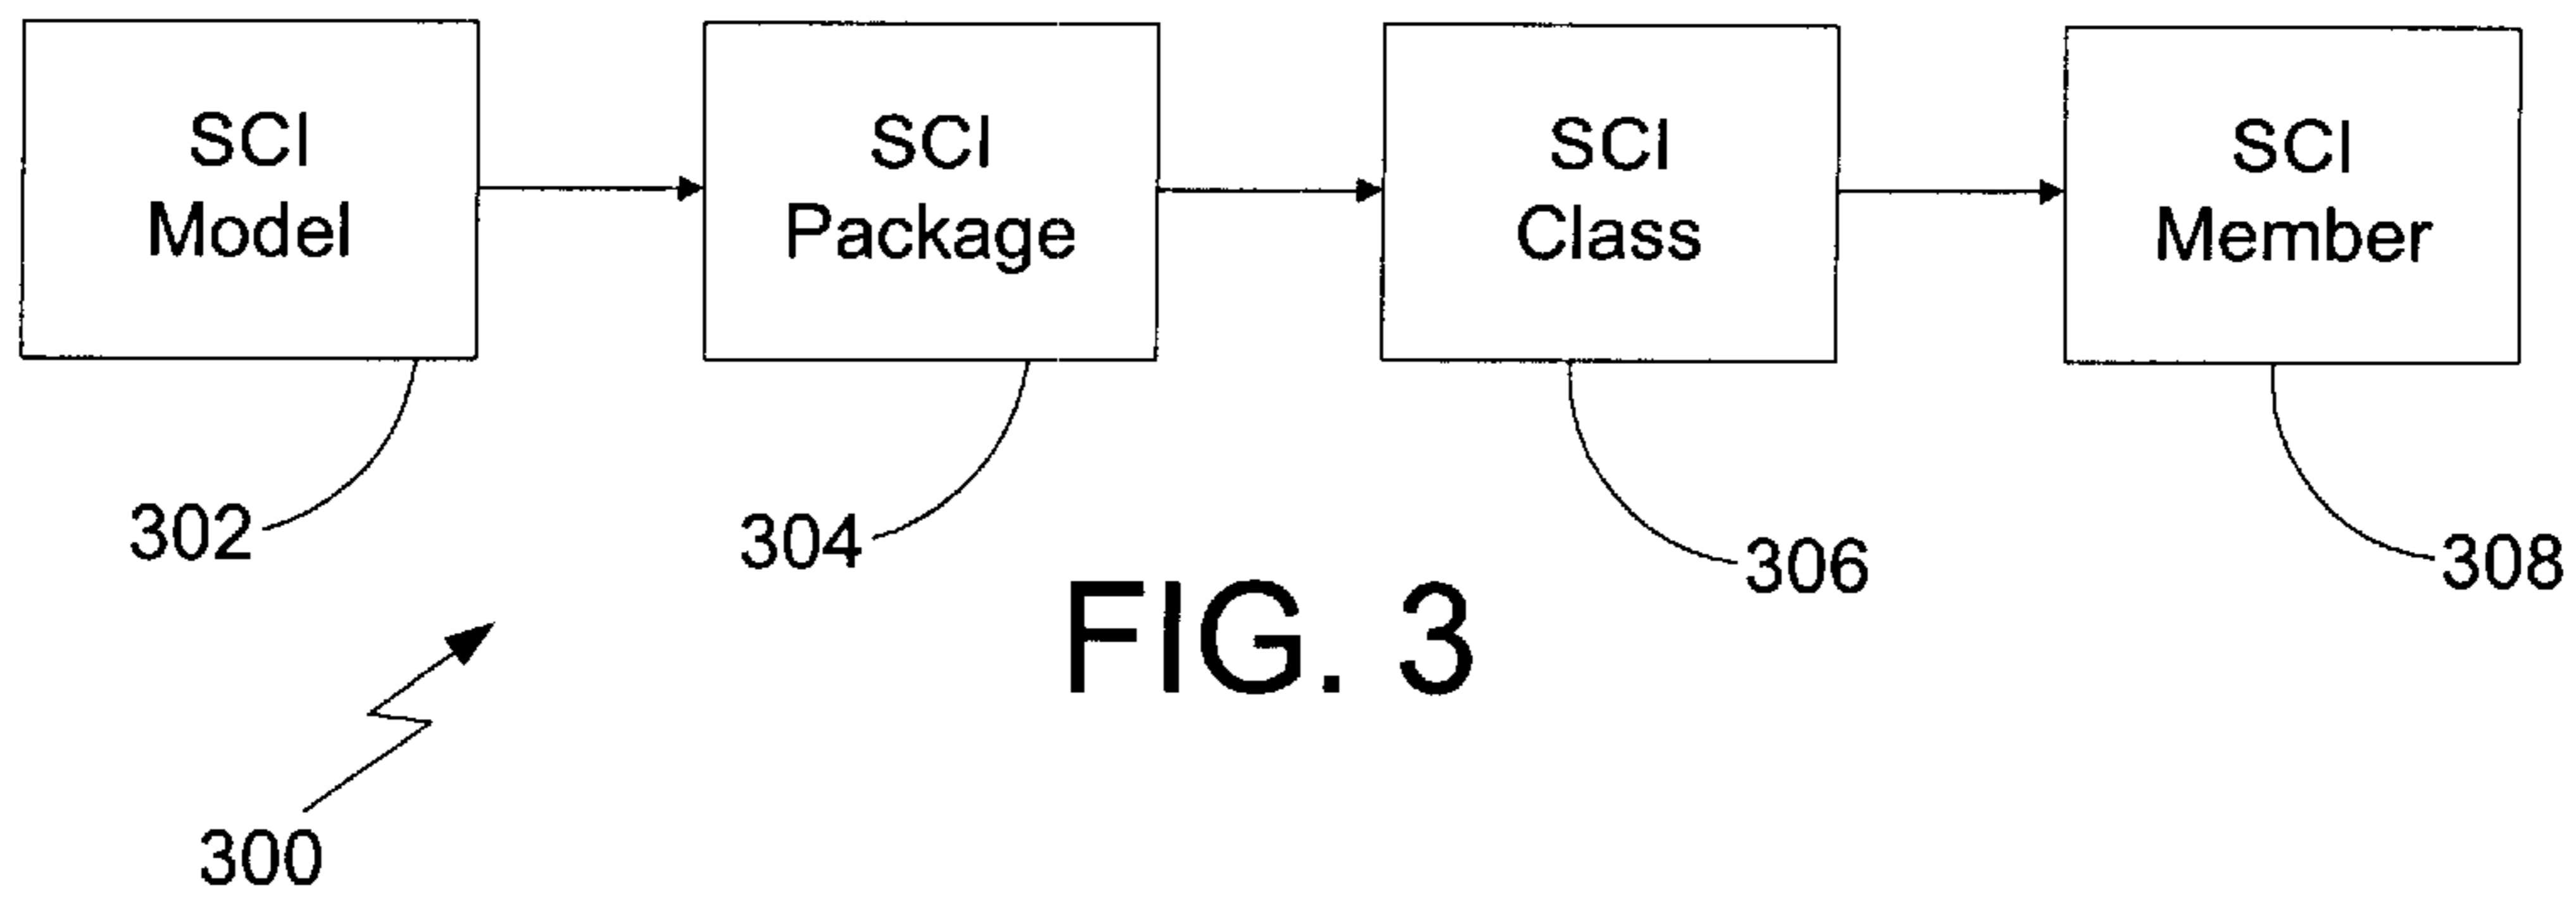 SCI
Model
SCI
Package
SCI
Class
SCI
Member
302
304
306
308
FIG. 3
300